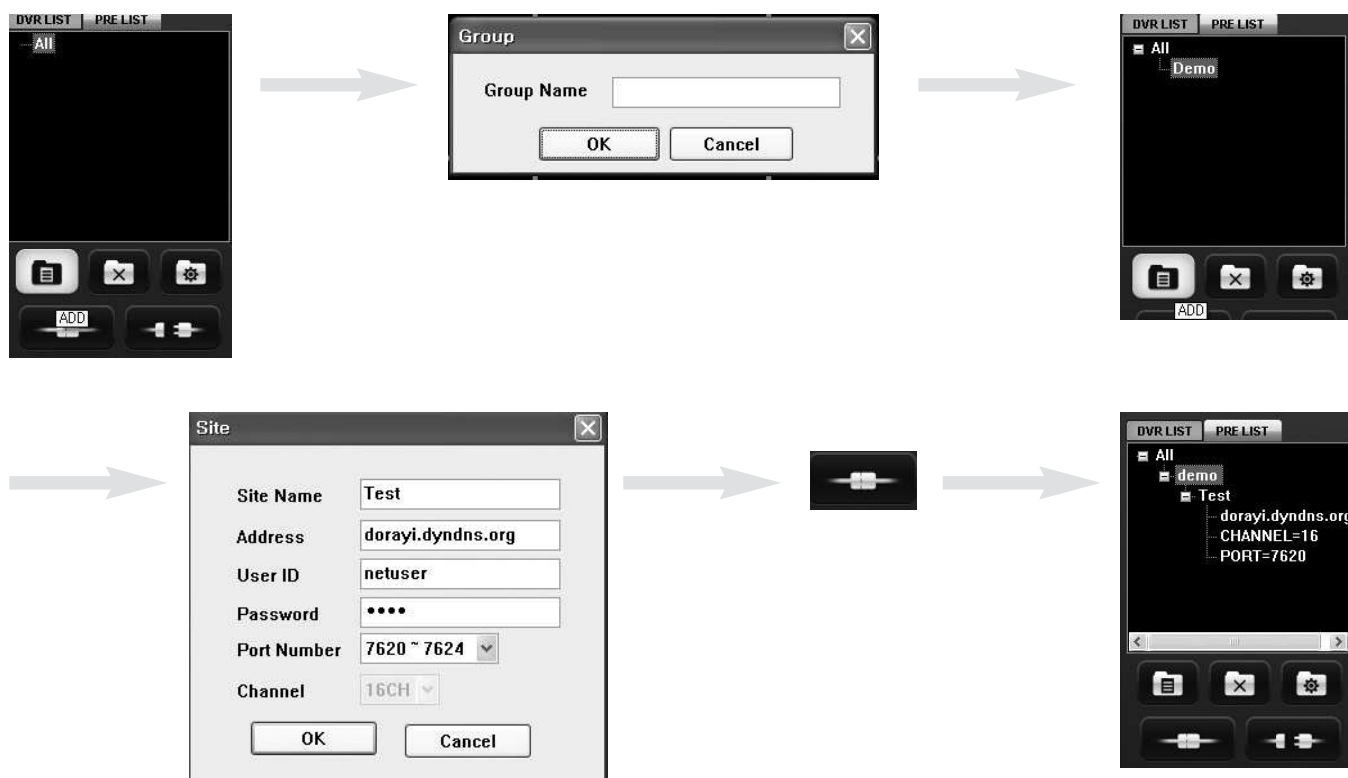 DVR LIST PRE LIST
All
ADD
Group
Group Name
OK Cancel
DVR LIST PRE LIST
All
Demo
ADD
Site
Site Name Test
Address dorayi.dyndns.org
User ID netuser
Password ••••
Port Number 7620 ~ 7624
Channel 16CH
OK Cancel
DVR LIST PRE LIST
All
demo
Test
dorayi.dyndns.org
CHANNEL=16
PORT=7620